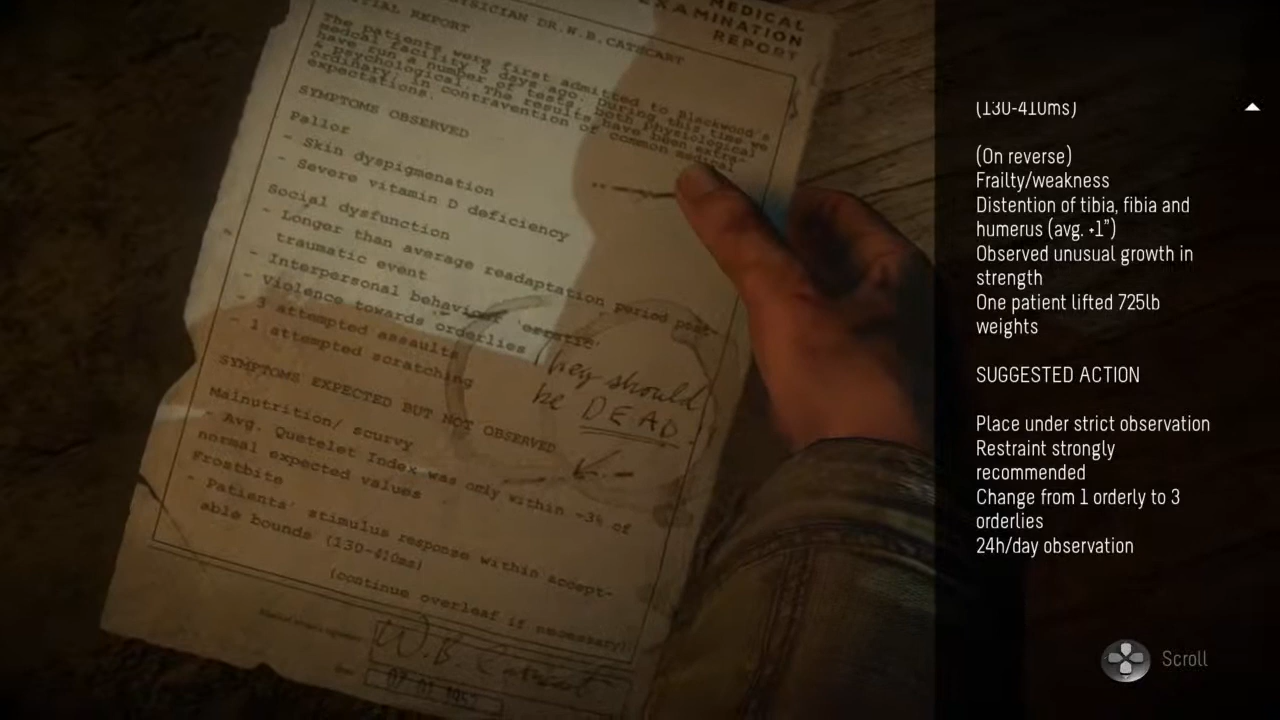 MEDICAL
EXAMINATION
REPORT
PHYSICIAN DR.W.B.CATHCART
INITIAL REPORT
The patients were first admitted to Blackwood's
medcal facility 5 days ago. During this time we
have run a number of tests, both physiological
& psychological. The results have been extra-
ordinary, in contravention of common medical
expectations.
SYMPTOMS OBSERVED
Pallor
- Skin dyspigmenation
- Severe vitamin D deficiency
Social dysfunction
- Longer than average readaptation period post-
traumatic event
- Interpersonal behaviour 'erratic'
- Violence towards orderlies
- 3 attempted assaults
- 1 attempted scratching
They should
be DEAD
SYMPTOMS EXPECTED BUT NOT OBSERVED
Malnutrition/ scurvy
- Avg. Quetelet Index was only within -3% of
normal expected values
Frostbite
- Patients' stimulus response within accept-
able bounds (130-410ms)
(continue overleaf if necessary)
W.B. Cathcart
(130-410ms)
(On reverse)
Frailty/weakness
Distention of tibia, fibia and
humerus (avg. +1”)
Observed unusual growth in
strength
One patient lifted 725lb
weights
SUGGESTED ACTION
Place under strict observation
Restraint strongly
recommended
Change from 1 orderly to 3
orderlies
24h/day observation
Scroll